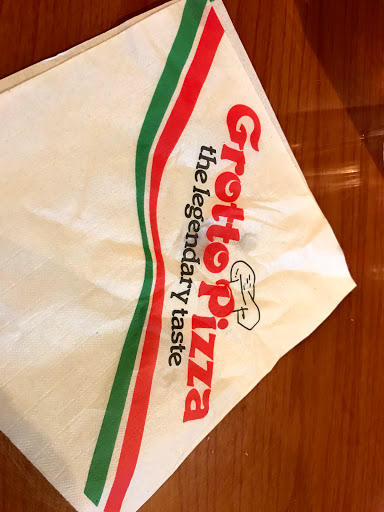 Grotto Pizza
the legendary taste